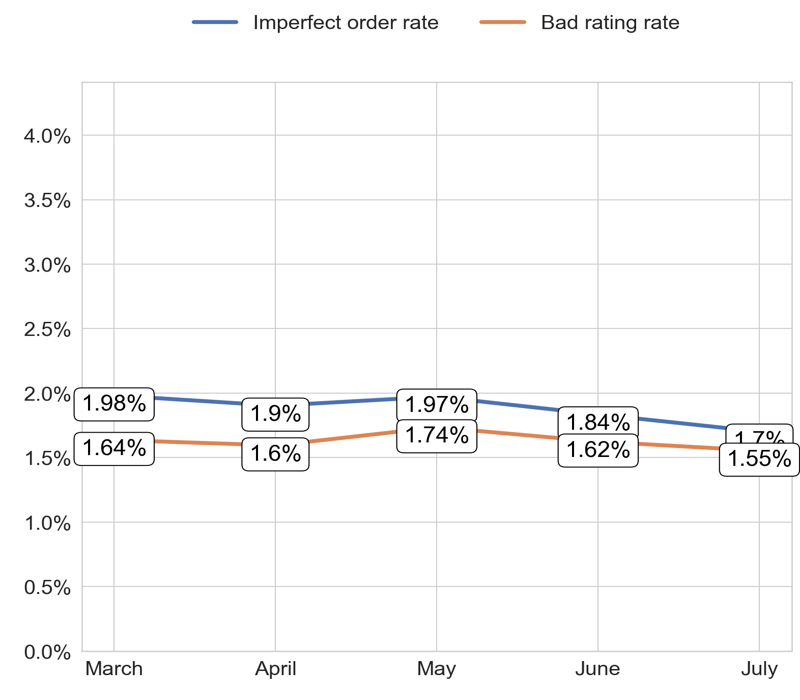 Imperfect order rate Bad rating rate
4.0%
3.5%
3.0%
2.5%
2.0%
1.98% 1.9% 1.97% 1.84% 1.7%
1.64% 1.6% 1.74% 1.62% 1.55%
1.5%
1.0%
0.5%
0.0%
March April May June July